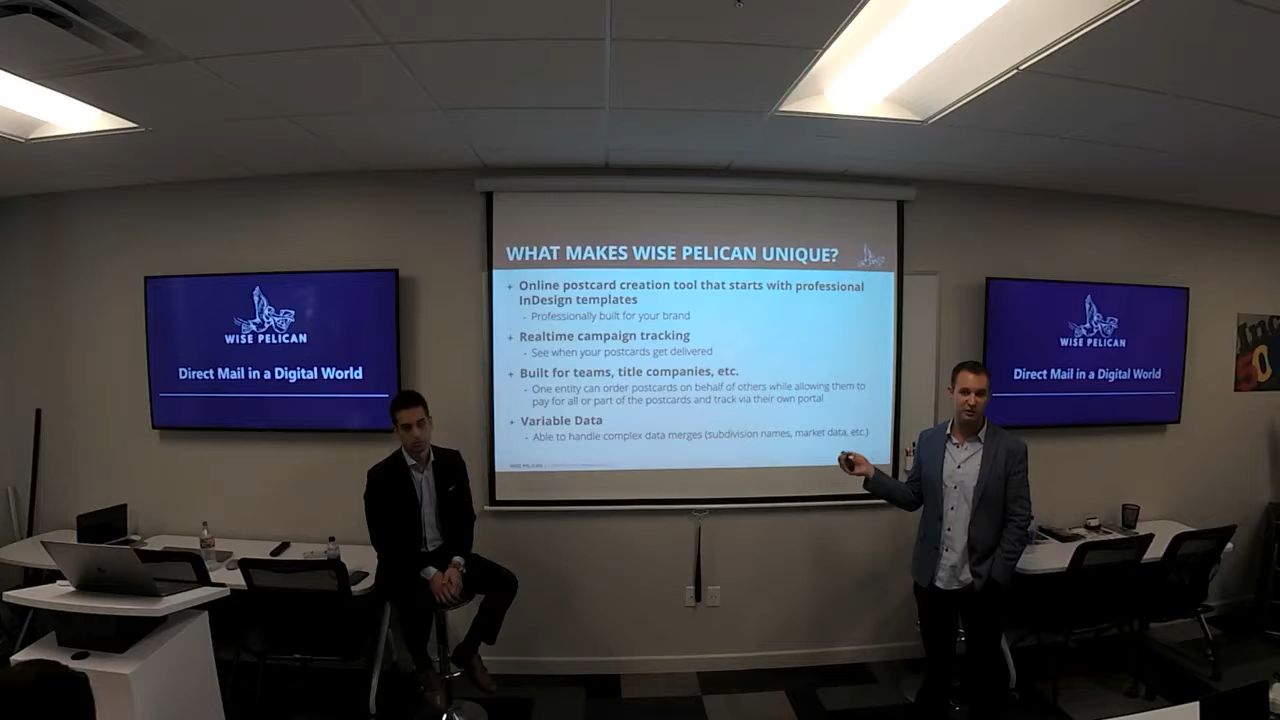 WISE PELICAN
Direct Mail in a Digital World
WHAT MAKES WISE PELICAN UNIQUE?
+ Online postcard creation tool that starts with professional
InDesign templates
- Professionally built for your brand
+ Realtime campaign tracking
- See when your postcards get delivered
+ Built for teams, title companies, etc.
- One entity can order postcards on behalf of others while allowing them to
pay for all or part of the postcards and track via their own portal
+ Variable Data
- Able to handle complex data merges (subdivision names, market data, etc.)
WISE PELICAN
WISE PELICAN
Direct Mail in a Digital World